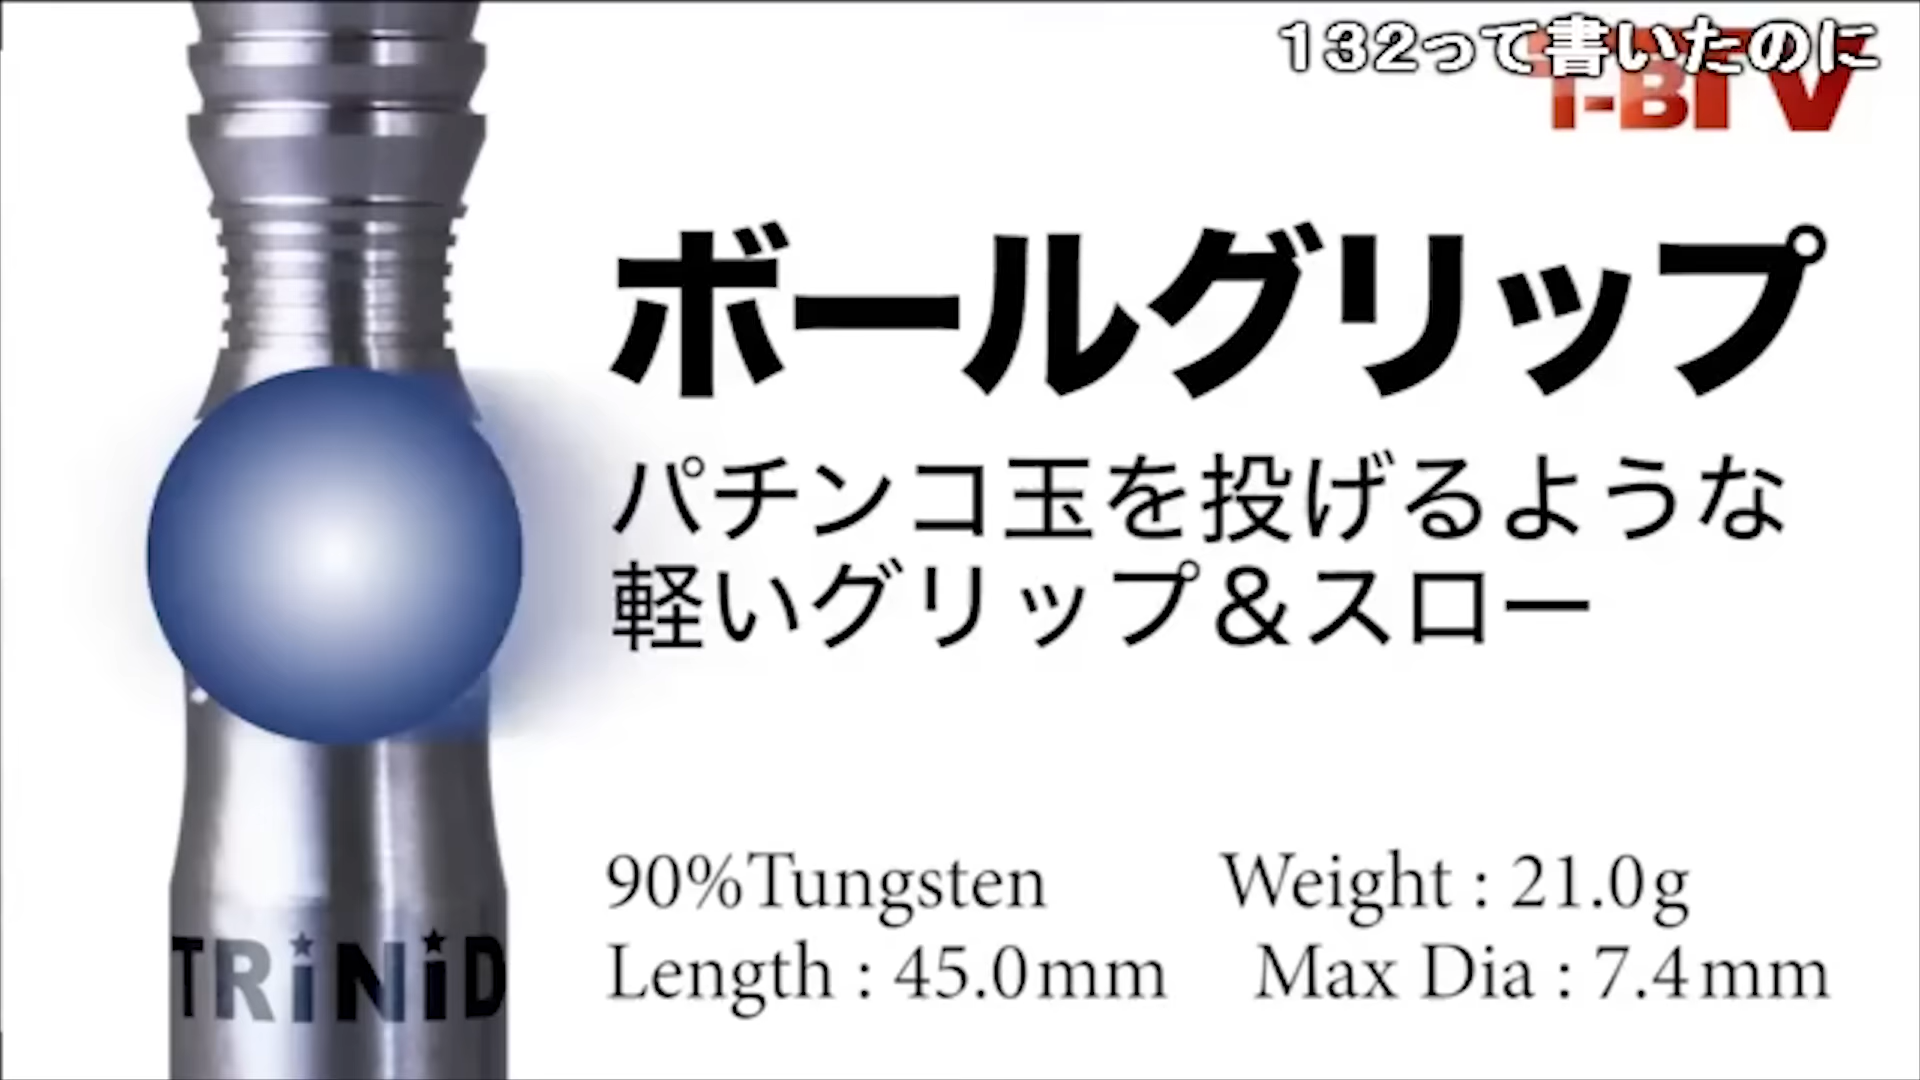 132って書いたのに
T-BTV
ボールグリップ
パチンコ玉を投げるような
軽いグリップ＆スロー
90%Tungsten Weight : 21.0g
Length : 45.0mm Max Dia : 7.4mm
TRiNiD